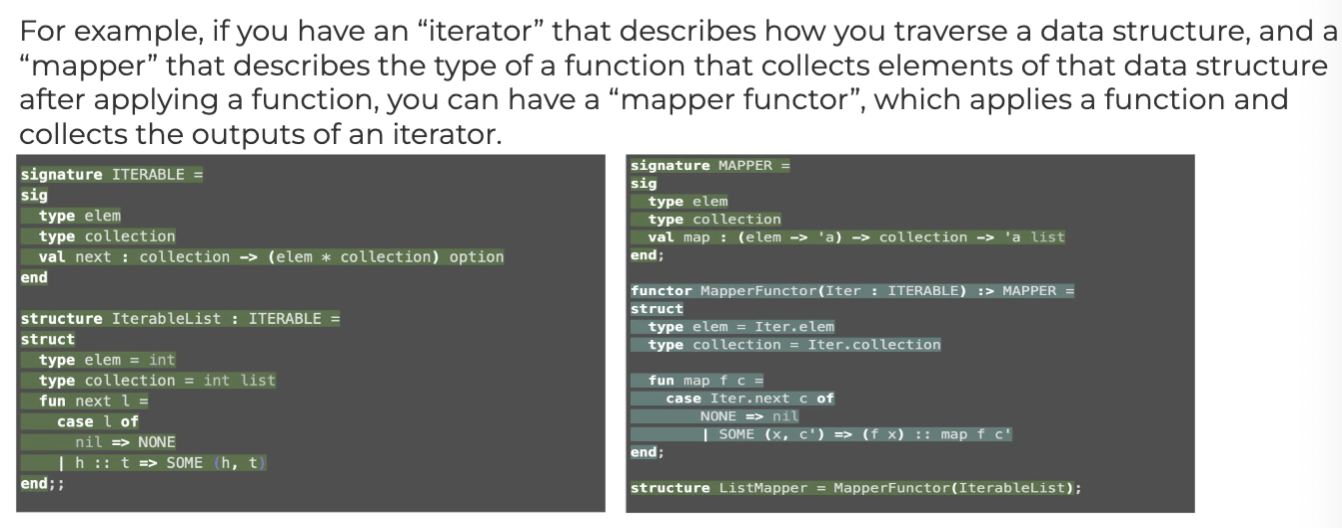 For example, if you have an “iterator” that describes how you traverse a data structure, and a
“mapper” that describes the type of a function that collects elements of that data structure
after applying a function, you can have a “mapper functor”, which applies a function and
collects the outputs of an iterator.
signature ITERABLE =
sig
  type elem
  type collection
  val next : collection -> (elem * collection) option
end

structure IterableList : ITERABLE =
struct
  type elem = int
  type collection = int list
  fun next l =
    case l of
      nil => NONE
    | h :: t => SOME (h, t)
end;;
signature MAPPER =
sig
  type elem
  type collection
  val map : (elem -> 'a) -> collection -> 'a list
end;

functor MapperFunctor(Iter : ITERABLE) :> MAPPER =
struct
  type elem = Iter.elem
  type collection = Iter.collection

  fun map f c =
    case Iter.next c of
        NONE => nil
        | SOME (x, c') => (f x) :: map f c'
end;

structure ListMapper = MapperFunctor(IterableList);